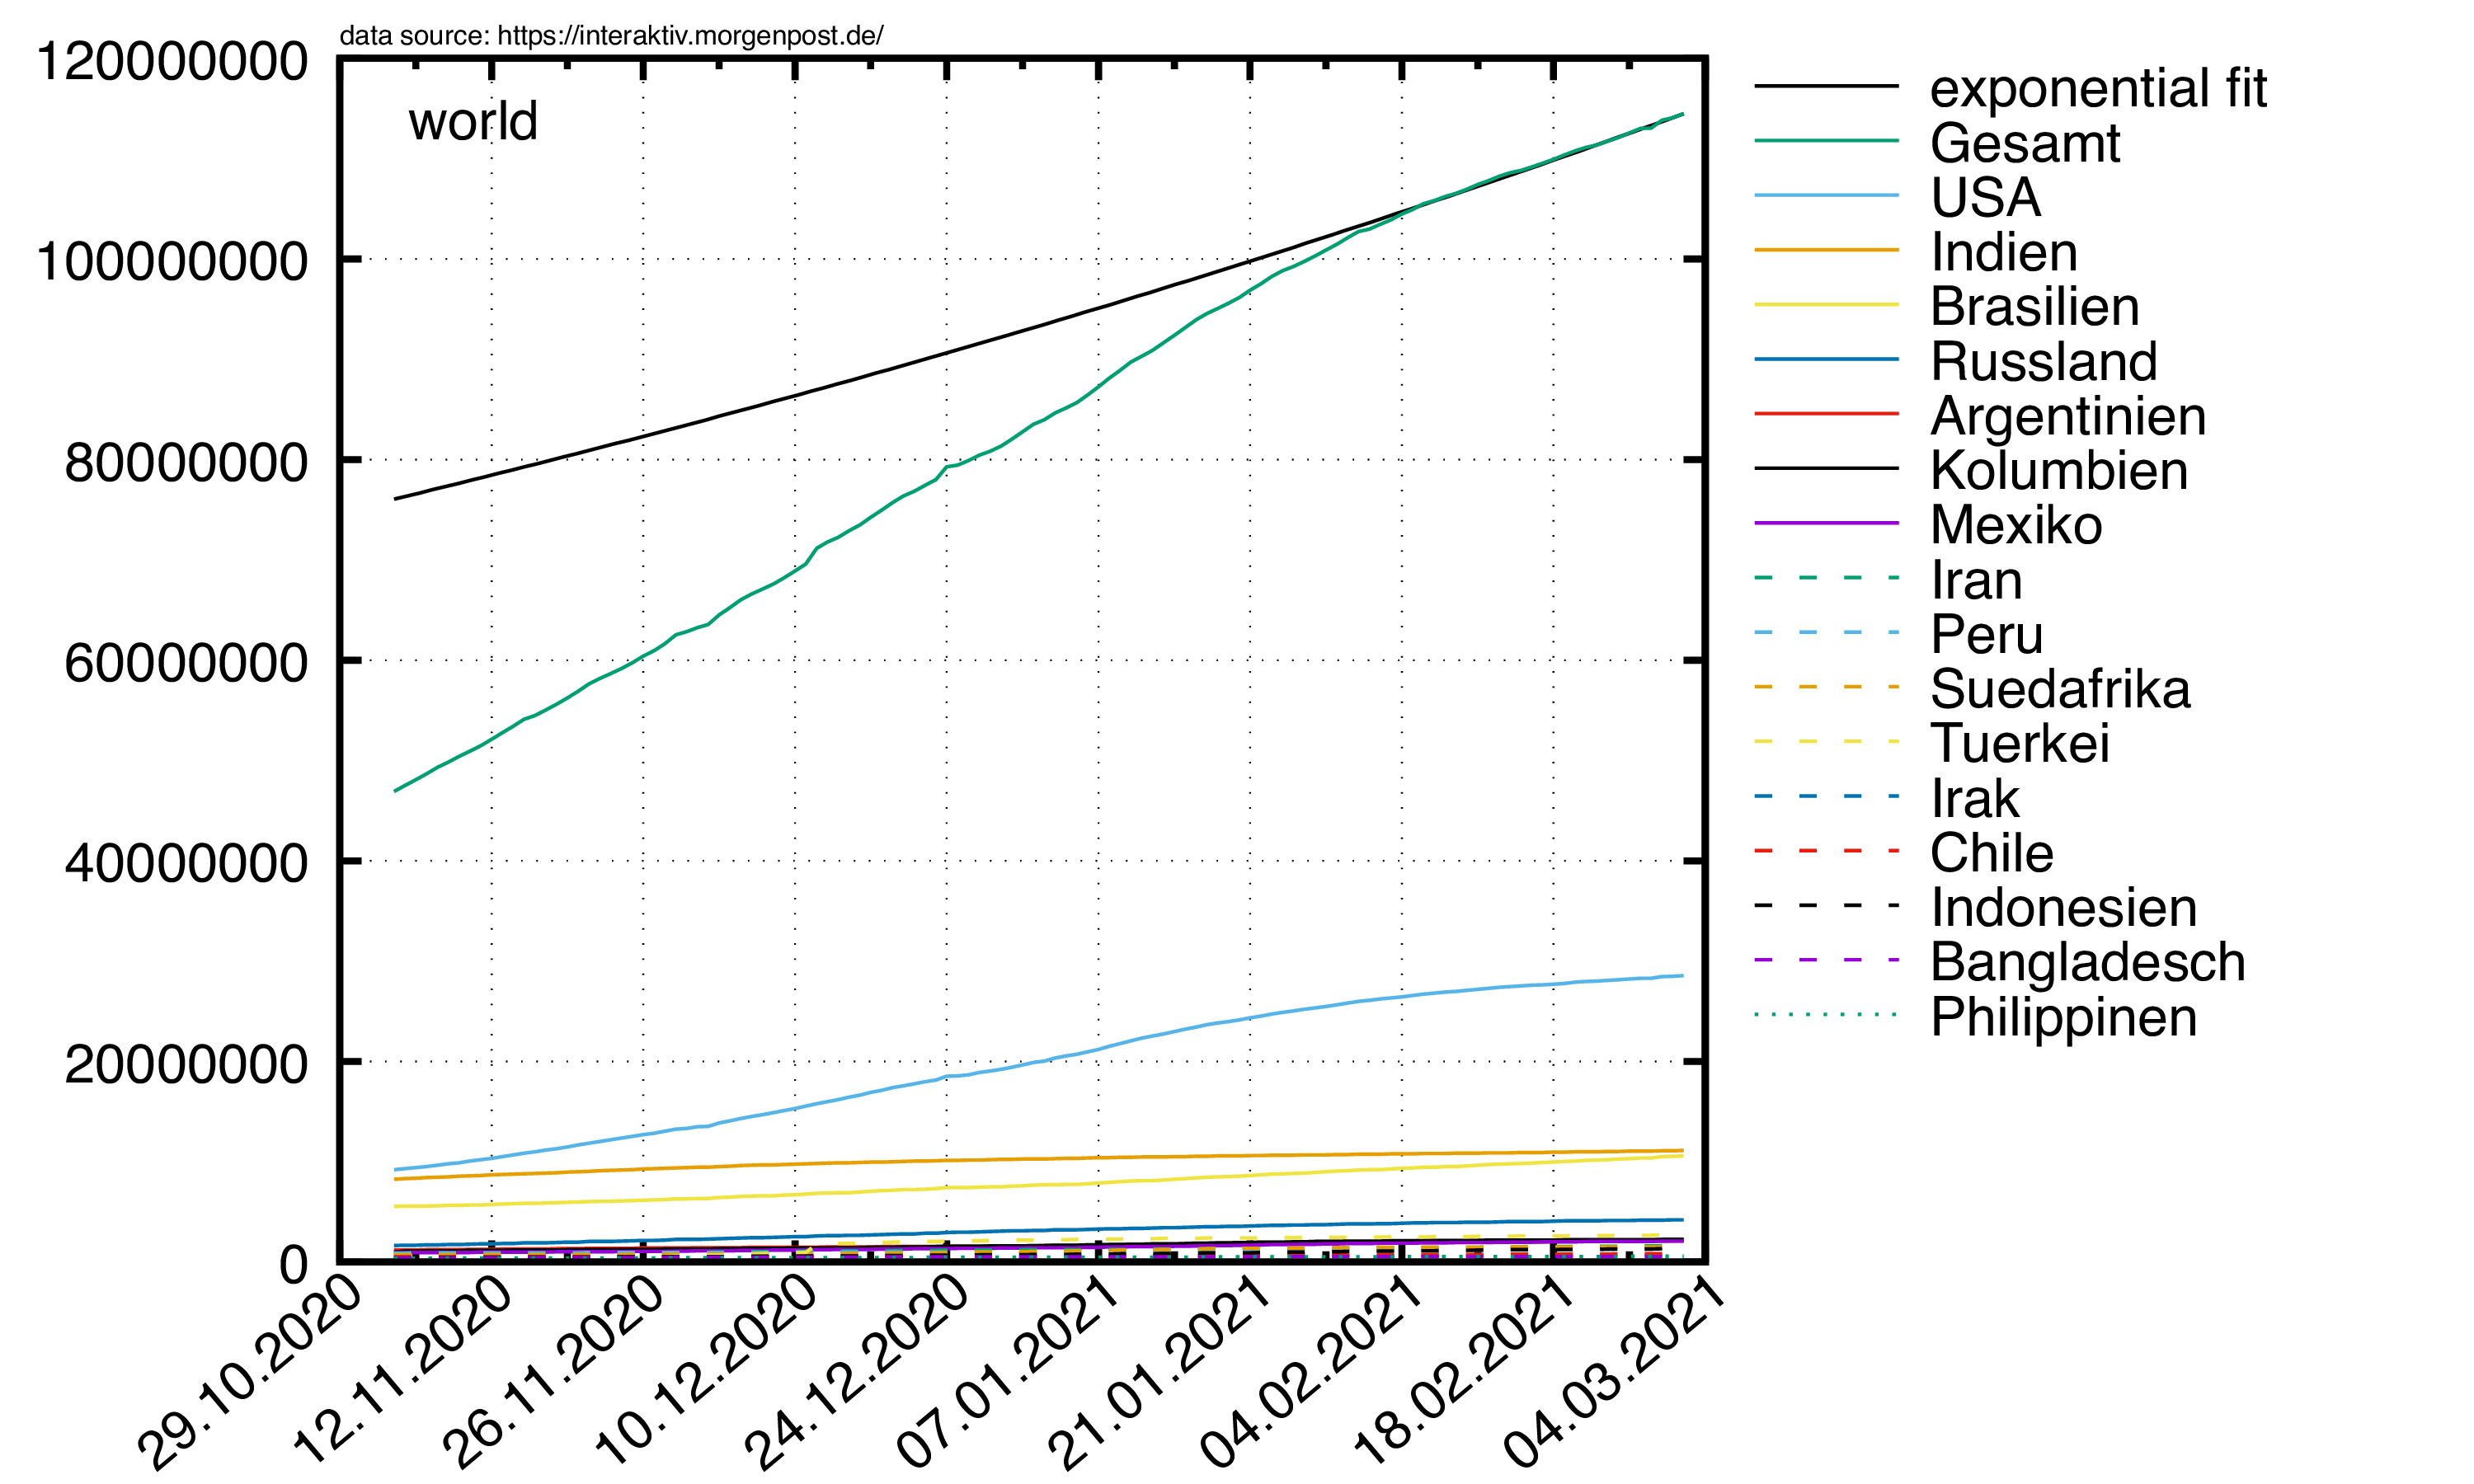 data source: https://interaktiv.morgenpost.de/
world
120000000
100000000
80000000
60000000
40000000
20000000
0
29.10.2020
12.11.2020
26.11.2020
10.12.2020
24.12.2020
07.01.2021
21.01.2021
04.02.2021
18.02.2021
04.03.2021
exponential fit
Gesamt
USA
Indien
Brasilien
Russland
Argentinien
Kolumbien
Mexiko
Iran
Peru
Suedafrika
Tuerkei
Irak
Chile
Indonesien
Bangladesch
Philippinen